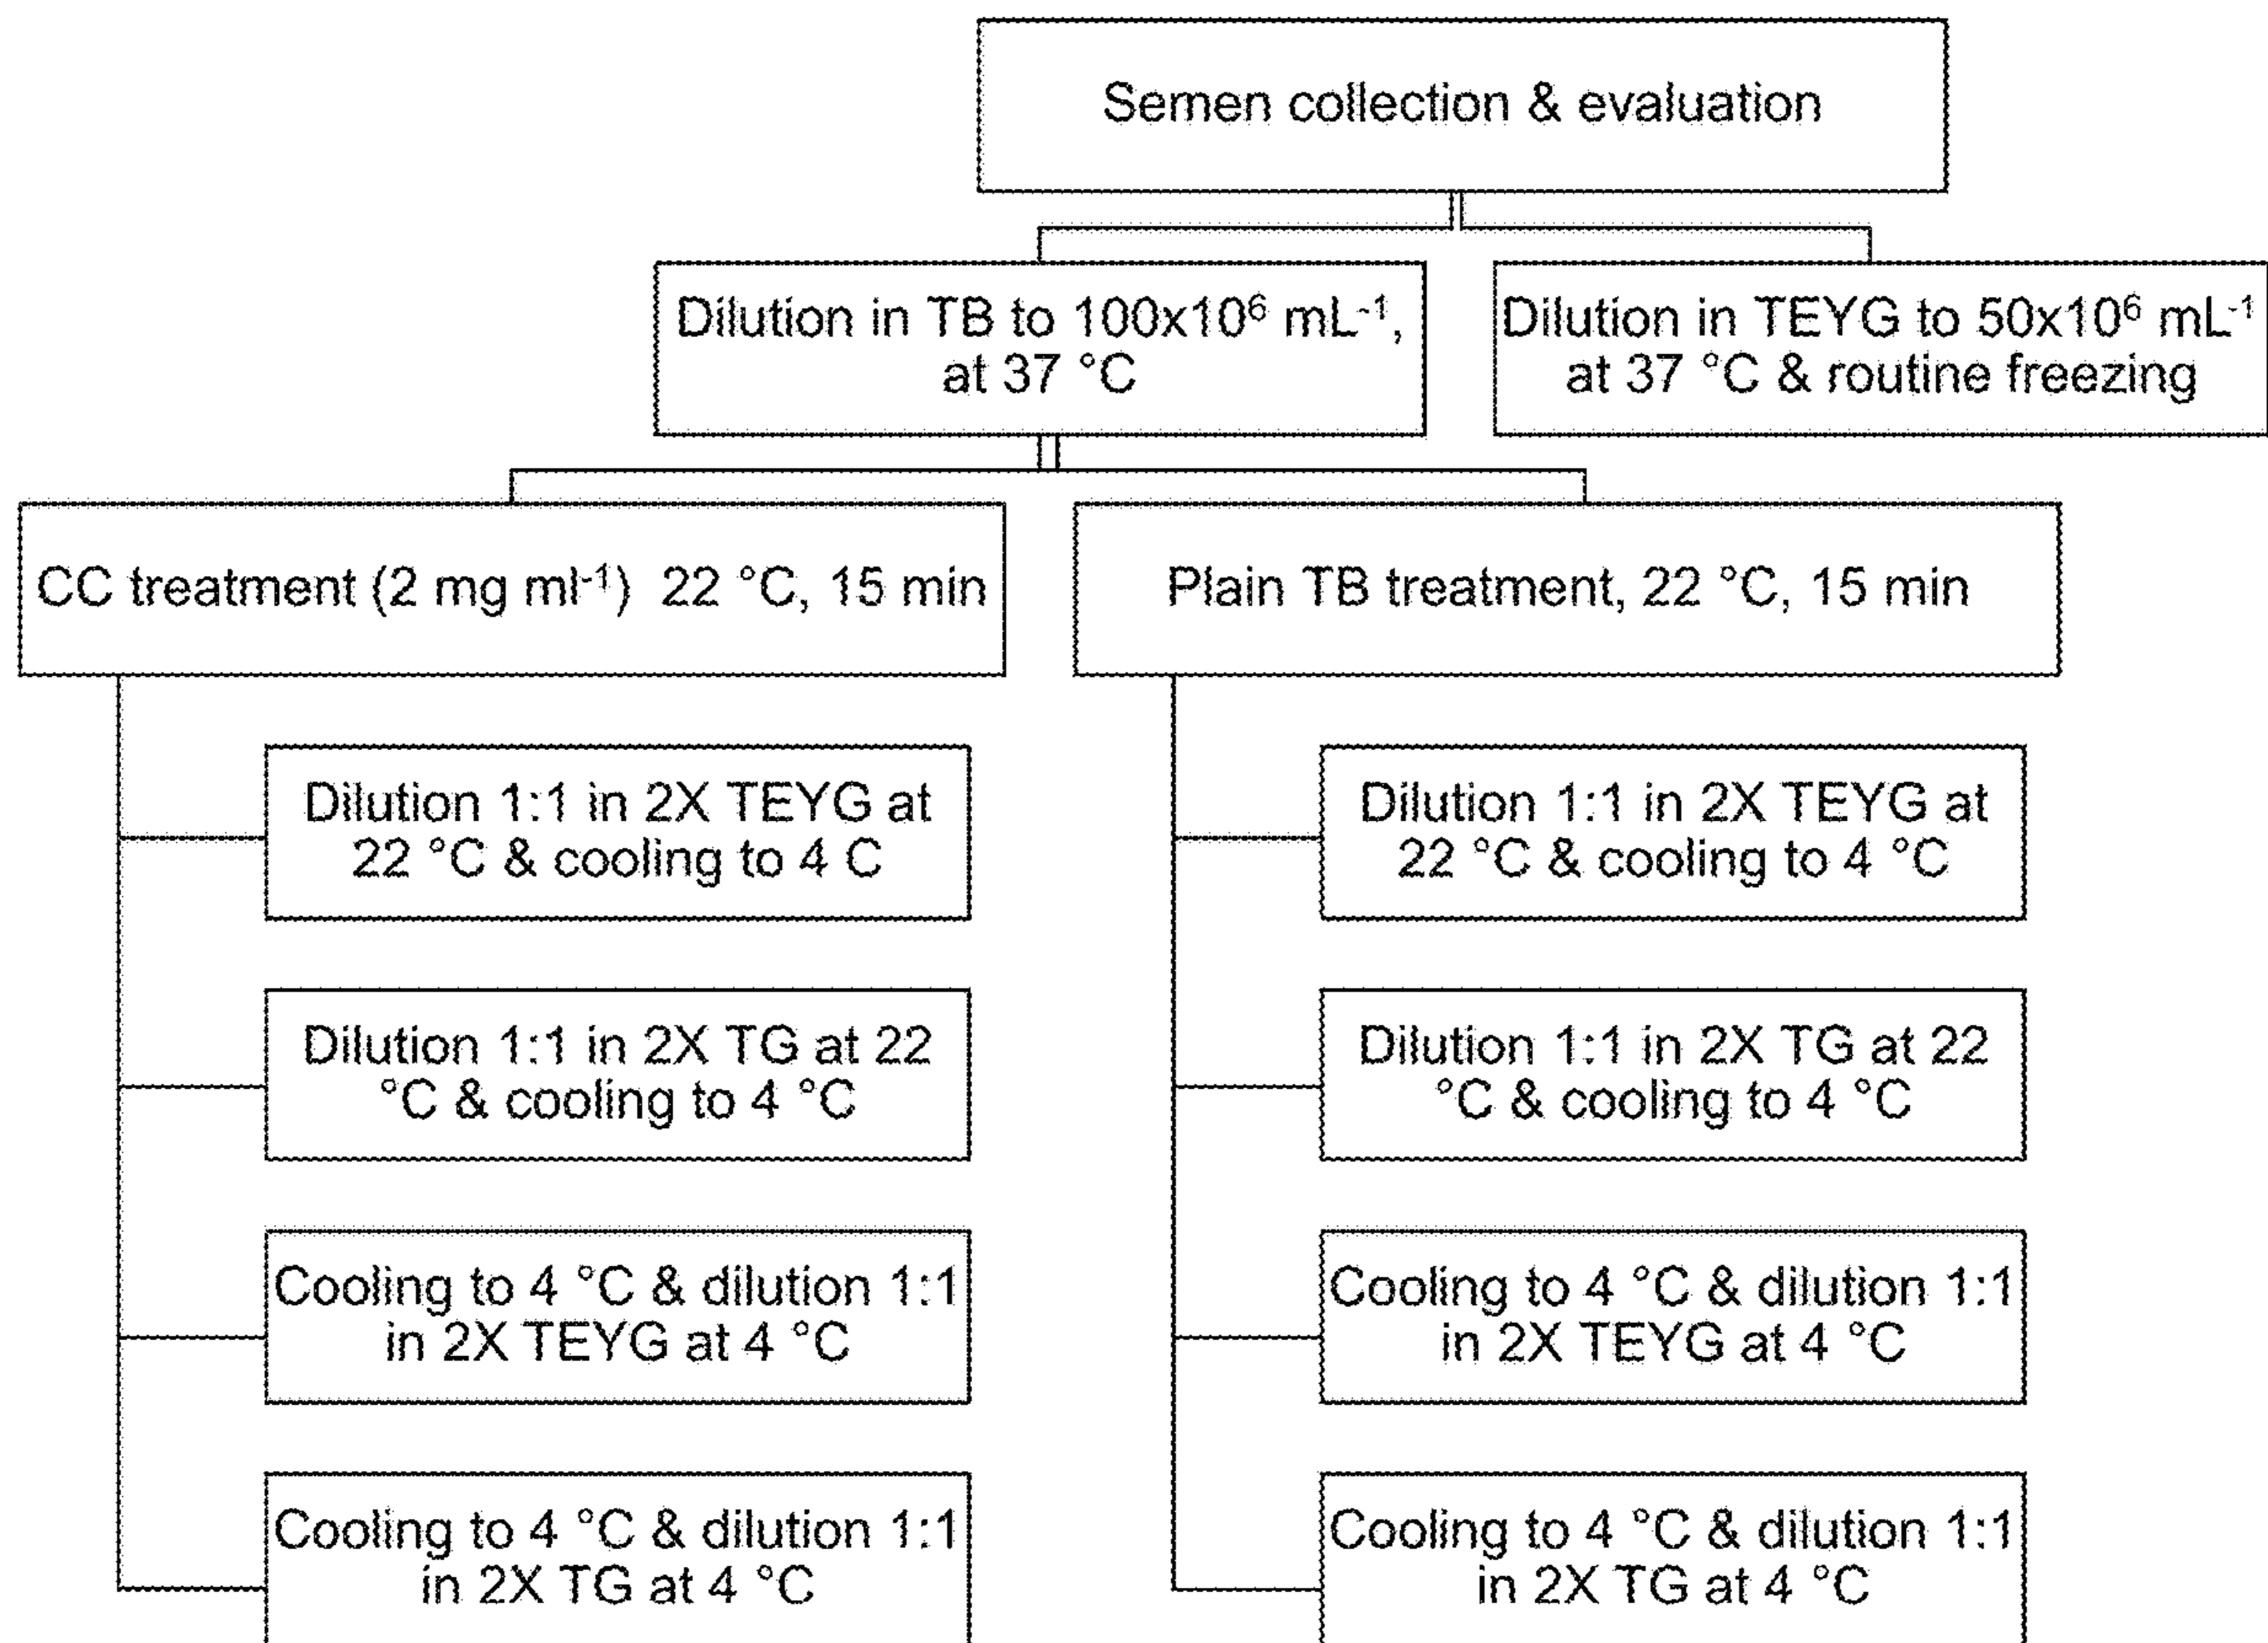 Semen collection & evaluation
Dilution in TB to 100x10⁶ mL⁻¹,
at 37 °C
Dilution in TEYG to 50x10⁶ mL⁻¹
at 37 °C & routine freezing
CC treatment (2 mg ml⁻¹) 22 °C, 15 min
Plain TB treatment, 22 °C, 15 min
Dilution 1:1 in 2X TEYG at
22 °C & cooling to 4 C
Dilution 1:1 in 2X TG at 22
°C & cooling to 4 °C
Cooling to 4 °C & dilution 1:1
in 2X TEYG at 4 °C
Cooling to 4 °C & dilution 1:1
in 2X TG at 4 °C
Dilution 1:1 in 2X TEYG at
22 °C & cooling to 4 °C
Dilution 1:1 in 2X TG at 22
°C & cooling to 4 °C
Cooling to 4 °C & dilution 1:1
in 2X TEYG at 4 °C
Cooling to 4 °C & dilution 1:1
in 2X TG at 4 °C